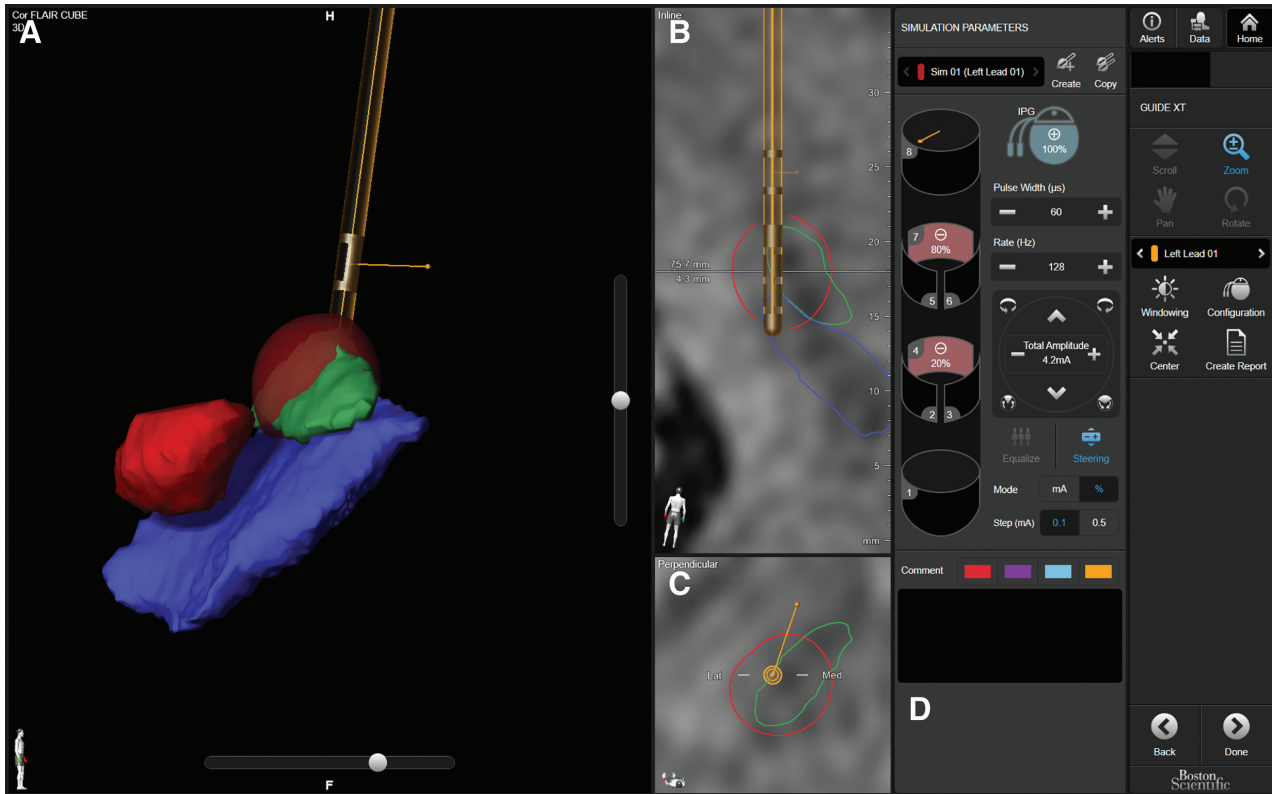 Cor FLAIR CUBE
3D
A
H
F
Inline
B
30
25
20
75.7 mm
4.3 mm
15
10
5
mm
Perpendicular
C
Lat
Med
SIMULATION PARAMETERS
Sim 01 (Left Lead 01)
Create
Copy
IPG
100%
8
7
80%
5
6
4
20%
2
3
1
Pulse Width (µs)
60
Rate (Hz)
128
Total Amplitude
4.2mA
Equalize
Steering
Mode
mA
%
Step (mA)
0.1
0.5
Comment
D
Alerts
Data
Home
GUIDE XT
Scroll
Zoom
Pan
Rotate
Left Lead 01
Windowing
Configuration
Center
Create Report
Back
Done
Boston
Scientific